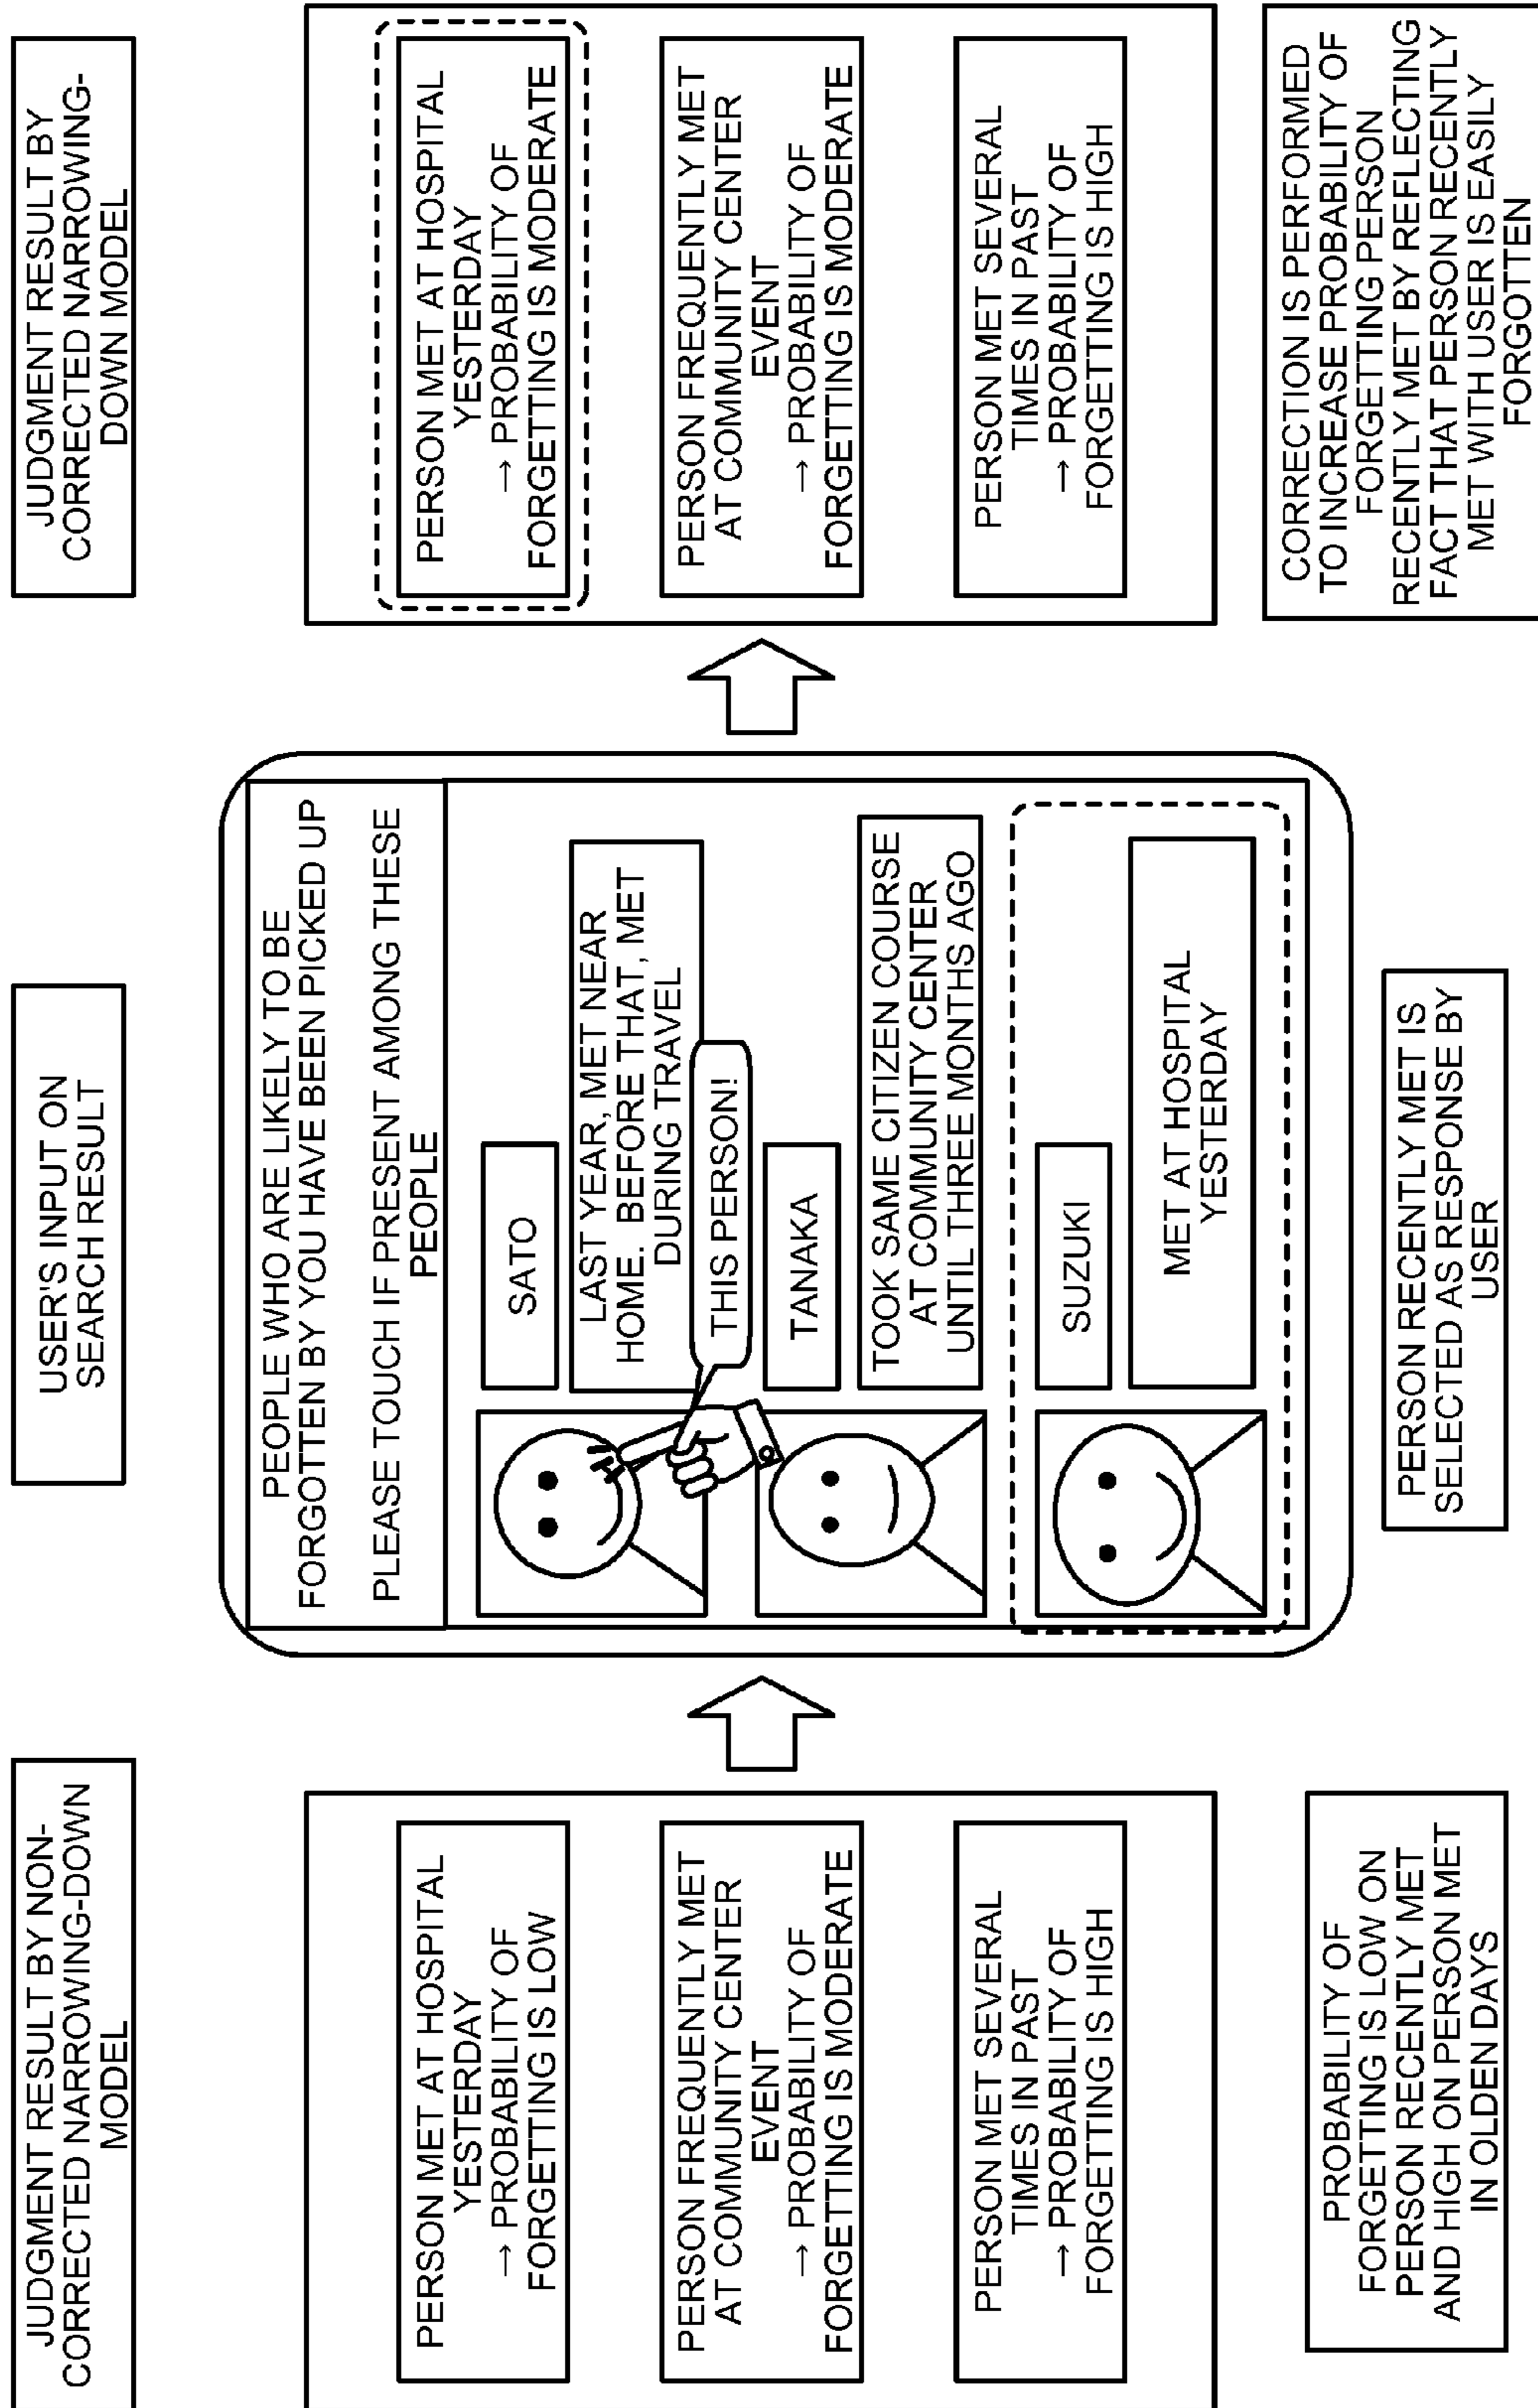 JUDGMENT RESULT BY NON-
CORRECTED NARROWING-DOWN
MODEL
PERSON MET AT HOSPITAL
YESTERDAY
→ PROBABILITY OF
FORGETTING IS LOW
PERSON FREQUENTLY MET
AT COMMUNITY CENTER
EVENT
→ PROBABILITY OF
FORGETTING IS MODERATE
PERSON MET SEVERAL
TIMES IN PAST
→ PROBABILITY OF
FORGETTING IS HIGH
PROBABILITY OF
FORGETTING IS LOW ON
PERSON RECENTLY MET
AND HIGH ON PERSON MET
IN OLDEN DAYS
USER'S INPUT ON
SEARCH RESULT
PEOPLE WHO ARE LIKELY TO BE
FORGOTTEN BY YOU HAVE BEEN PICKED UP
PLEASE TOUCH IF PRESENT AMONG THESE
PEOPLE
SATO
LAST YEAR, MET NEAR
HOME. BEFORE THAT, MET
DURING TRAVEL
THIS PERSON!
TANAKA
TOOK SAME CITIZEN COURSE
AT COMMUNITY CENTER
UNTIL THREE MONTHS AGO
SUZUKI
MET AT HOSPITAL
YESTERDAY
PERSON RECENTLY MET IS
SELECTED AS RESPONSE BY
USER
JUDGMENT RESULT BY
CORRECTED NARROWING-
DOWN MODEL
PERSON MET AT HOSPITAL
YESTERDAY
→ PROBABILITY OF
FORGETTING IS MODERATE
PERSON FREQUENTLY MET
AT COMMUNITY CENTER
EVENT
→ PROBABILITY OF
FORGETTING IS MODERATE
PERSON MET SEVERAL
TIMES IN PAST
→ PROBABILITY OF
FORGETTING IS HIGH
CORRECTION IS PERFORMED
TO INCREASE PROBABILITY OF
FORGETTING PERSON
RECENTLY MET BY REFLECTING
FACT THAT PERSON RECENTLY
MET WITH USER IS EASILY
FORGOTTEN